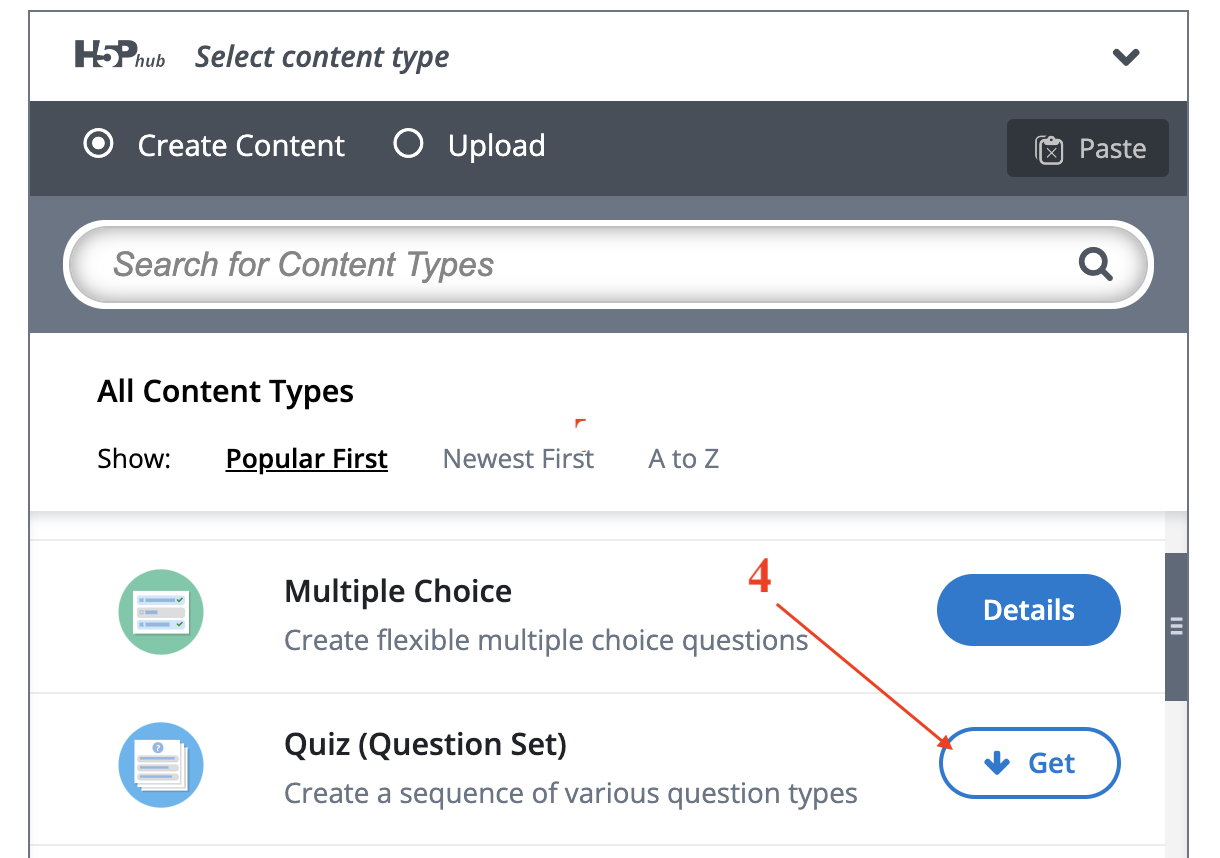 H5P hub Select content type
Create Content Upload Paste
Search for Content Types
All Content Types
Show: Popular First Newest First A to Z
4
Multiple Choice
Details
Create flexible multiple choice questions
Quiz (Question Set)
Get
Create a sequence of various question types